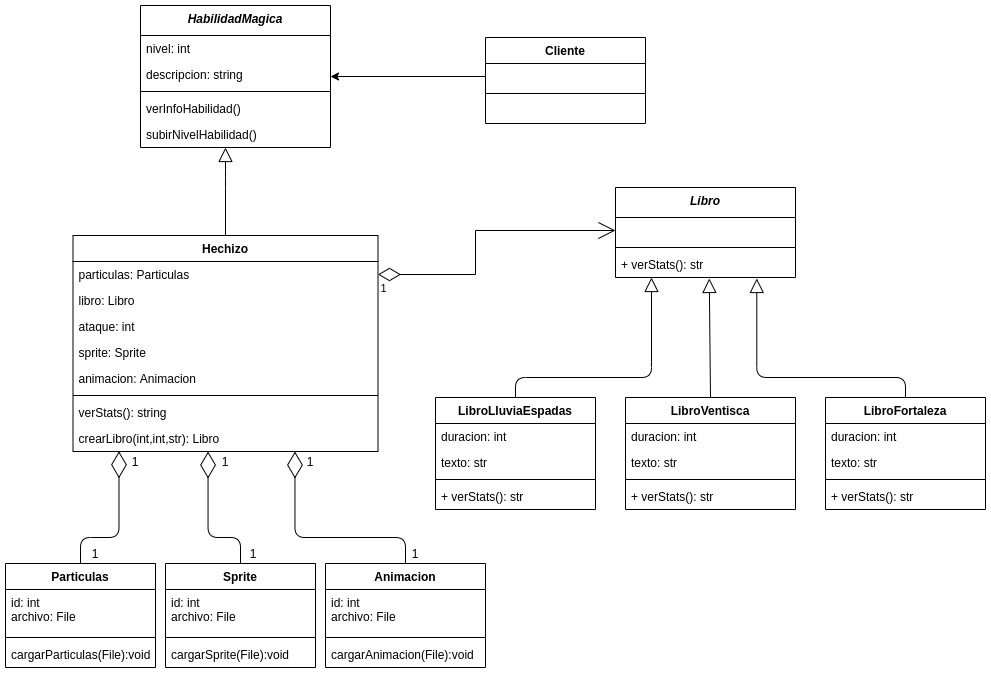 HabilidadMagica
nivel: int
descripcion: string
verInfoHabilidad()
subirNivelHabilidad()
Cliente
Libro
+ verStats(): str
Hechizo
particulas: Particulas
libro: Libro
ataque: int
sprite: Sprite
animacion: Animacion
verStats(): string
crearLibro(int,int,str): Libro
1
1
1
1
LibroLluviaEspadas
duracion: int
texto: str
+ verStats(): str
LibroVentisca
duracion: int
texto: str
+ verStats(): str
LibroFortaleza
duracion: int
texto: str
+ verStats(): str
1
1
1
Particulas
id: int
archivo: File
cargarParticulas(File):void
Sprite
id: int
archivo: File
cargarSprite(File):void
Animacion
id: int
archivo: File
cargarAnimacion(File):void